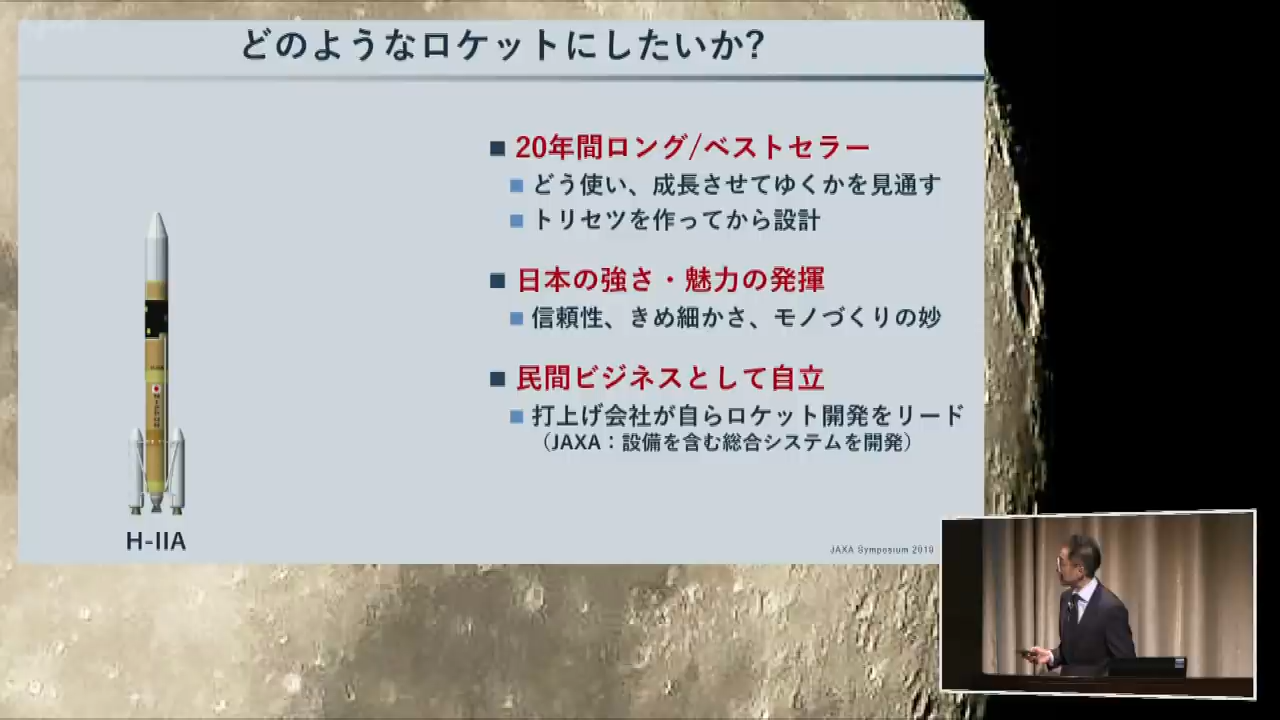 どのようなロケットにしたいか?
■ 20年間ロング/ベストセラー
■ どう使い、成長させてゆくかを見通す
■ トリセツを作ってから設計
■ 日本の強さ・魅力の発揮
■ 信頼性、きめ細かさ、モノづくりの妙
■ 民間ビジネスとして自立
■ 打上げ会社が自らロケット開発をリード
（JAXA：設備を含む総合システムを開発）
NIPPON
H-IIA
JAXA Symposium 2019